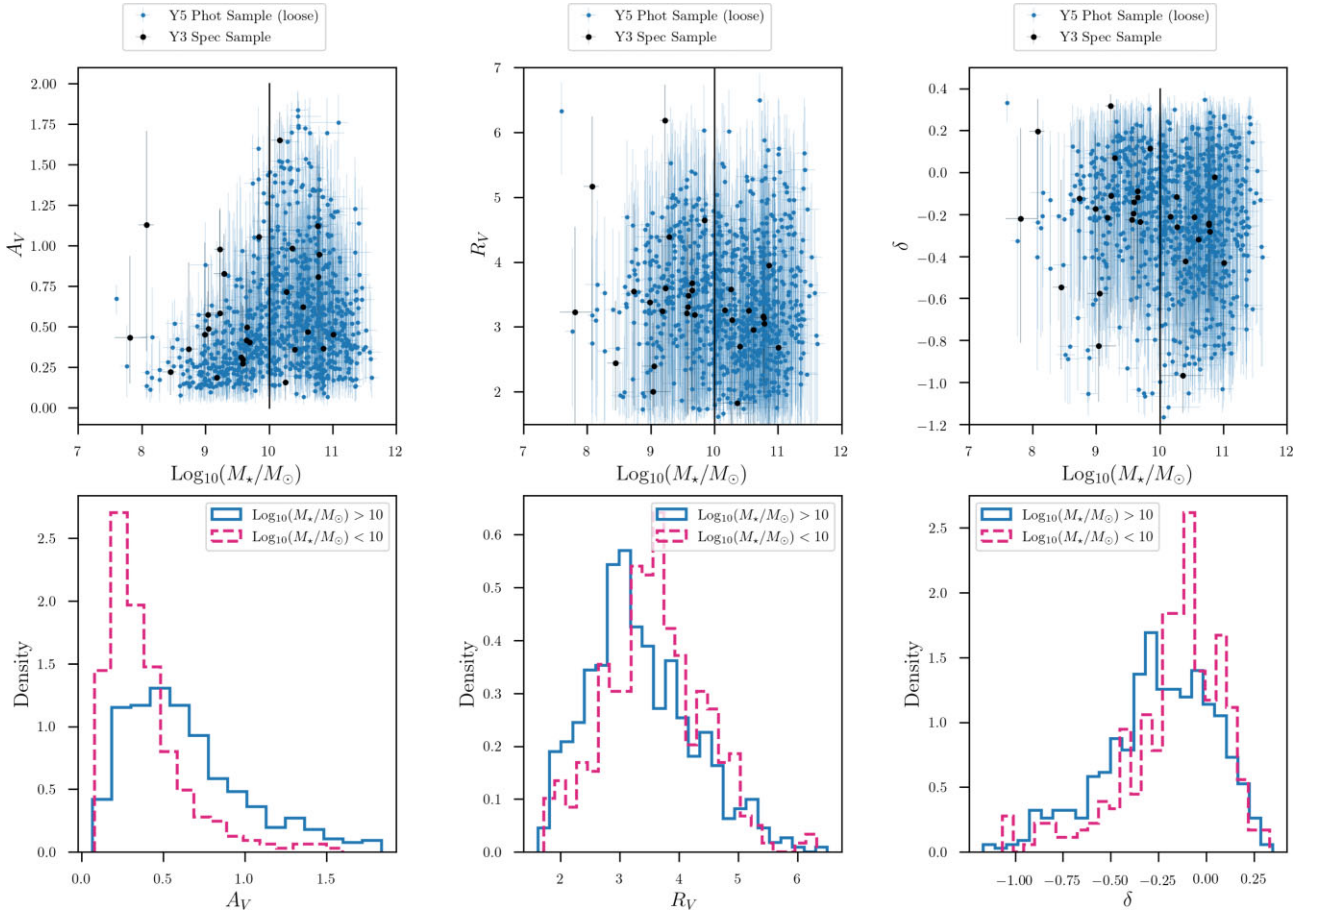 Y5 Phot Sample (loose)
Y3 Spec Sample
Y5 Phot Sample (loose)
Y3 Spec Sample
Y5 Phot Sample (loose)
Y3 Spec Sample
2.00
1.75
1.50
1.25
1.00
0.75
0.50
0.25
0.00
A_V
7 8 9 10 11 12
Log₁₀(M⋆/M⊙)
7
6
5
4
3
2
R_V
7 8 9 10 11 12
Log₁₀(M⋆/M⊙)
0.4
0.2
0.0
−0.2
−0.4
−0.6
−0.8
−1.0
−1.2
δ
7 8 9 10 11 12
Log₁₀(M⋆/M⊙)
Log₁₀(M⋆/M⊙) > 10
Log₁₀(M⋆/M⊙) < 10
2.5
2.0
1.5
1.0
0.5
0.0
Density
0.0 0.5 1.0 1.5
A_V
Log₁₀(M⋆/M⊙) > 10
Log₁₀(M⋆/M⊙) < 10
0.6
0.5
0.4
0.3
0.2
0.1
0.0
Density
2 3 4 5 6
R_V
Log₁₀(M⋆/M⊙) > 10
Log₁₀(M⋆/M⊙) < 10
2.5
2.0
1.5
1.0
0.5
0.0
Density
−1.00 −0.75 −0.50 −0.25 0.00 0.25
δ